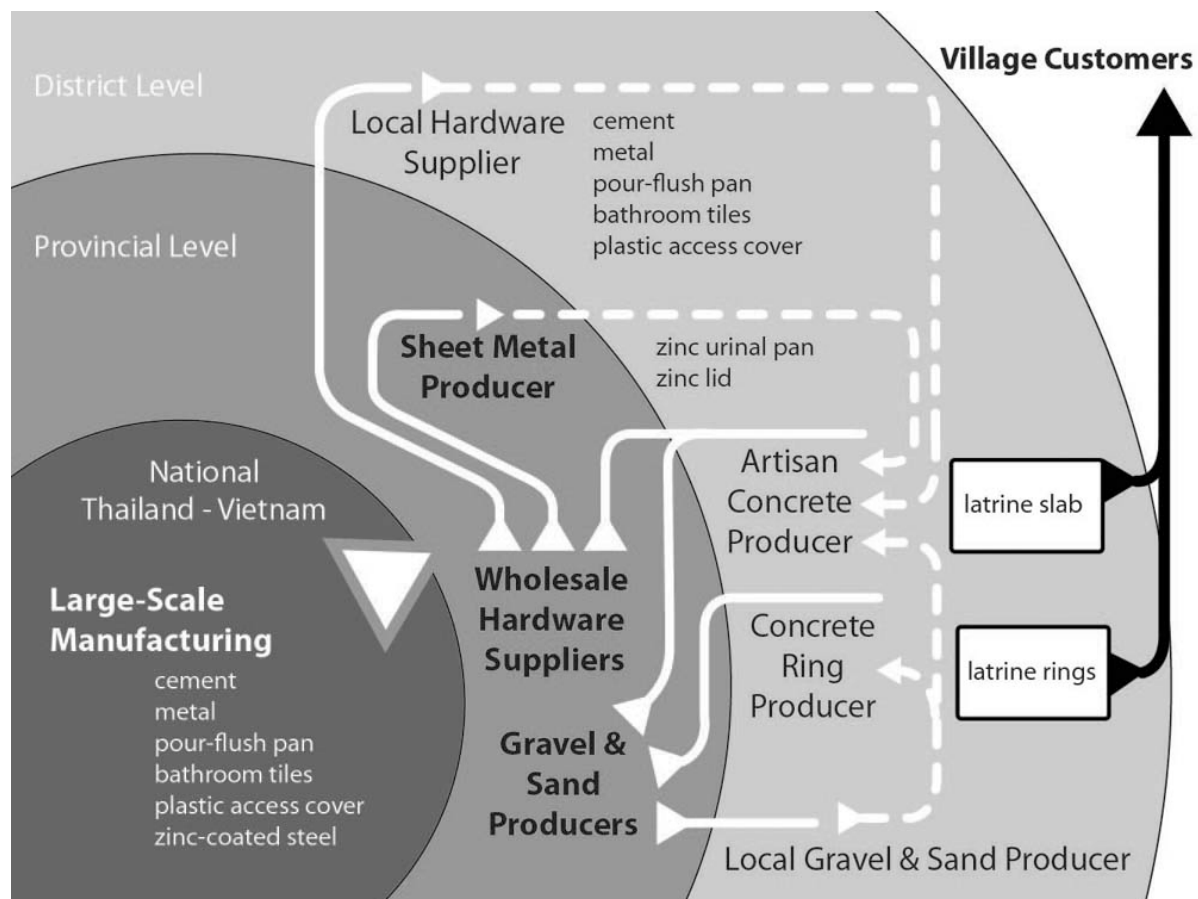 Village Customers
District Level
Local Hardware
Supplier
cement
metal
pour-flush pan
bathroom tiles
plastic access cover
Provincial Level
Sheet Metal
Producer
zinc urinal pan
zinc lid
National
Thailand - Vietnam
Large-Scale
Manufacturing
cement
metal
pour-flush pan
bathroom tiles
plastic access cover
zinc-coated steel
Wholesale
Hardware
Suppliers
Gravel &
Sand
Producers
Artisan
Concrete
Producer
latrine slab
Concrete
Ring
Producer
latrine rings
Local Gravel & Sand Producer